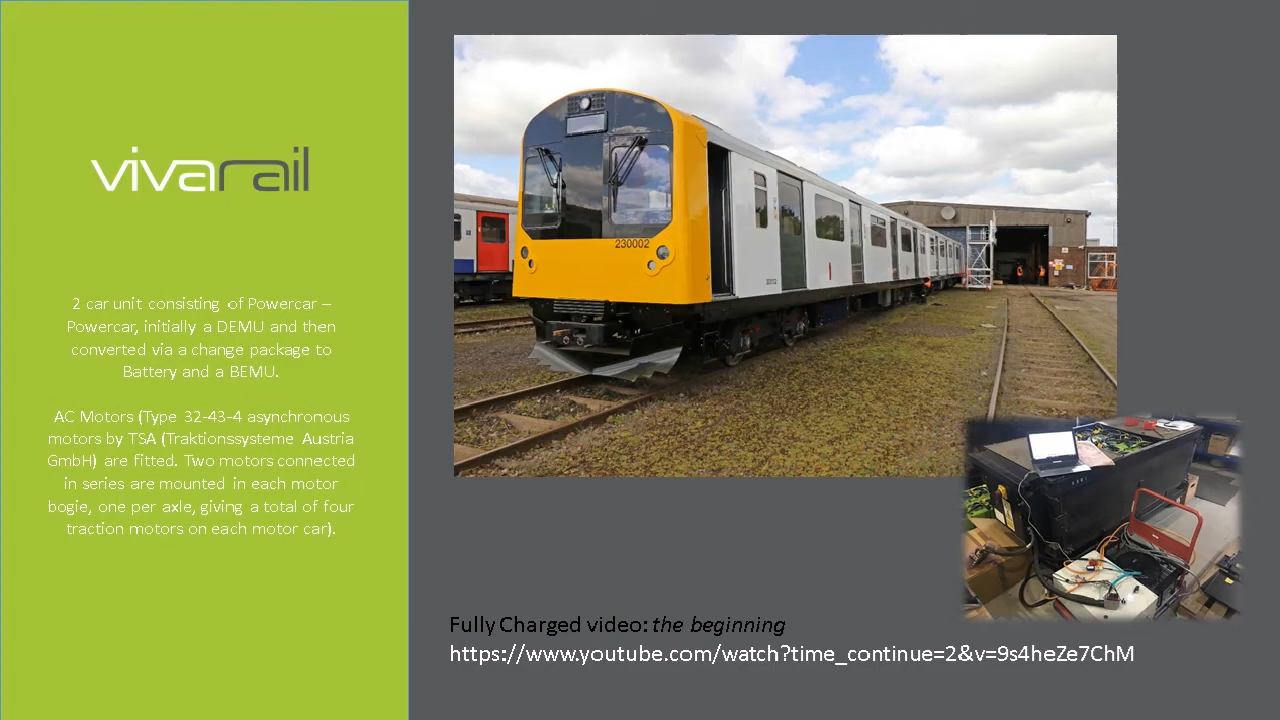 vivarail
2 car unit consisting of Powercar –
Powercar, initially a DEMU and then
converted via a change package to
Battery and a BEMU.
AC Motors (Type 32-43-4 asynchronous
motors by TSA (Traktionssysteme Austria
GmbH) are fitted. Two motors connected
in series are mounted in each motor
bogie, one per axle, giving a total of four
traction motors on each motor car).
230002
Fully Charged video: the beginning
https://www.youtube.com/watch?time_continue=2&v=9s4heZe7ChM